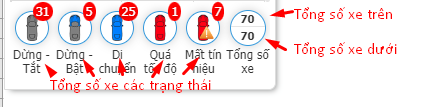 31 5 25 1 7 70 Tổng số xe trên
70 Tổng số xe dưới
Dừng - Dừng - Di Quá Mất tín Tổng số
Tắt Bật chuyển tốc độ hiệu xe
Tổng số xe các trạng thái